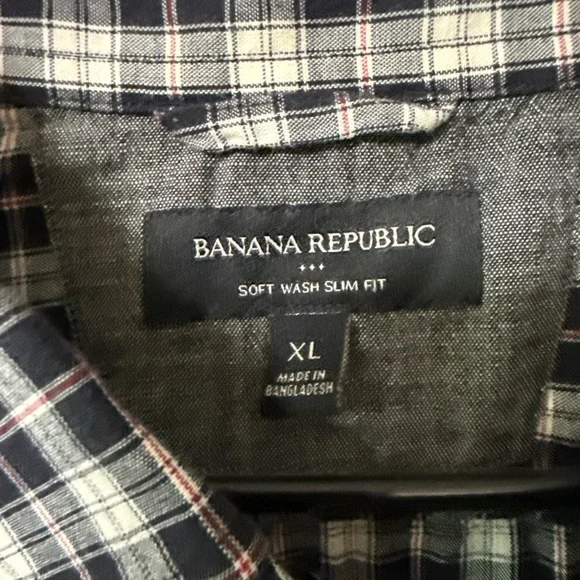 BANANA REPUBLIC
SOFT WASH SLIM FIT
XL
MADE IN
BANGLADESH